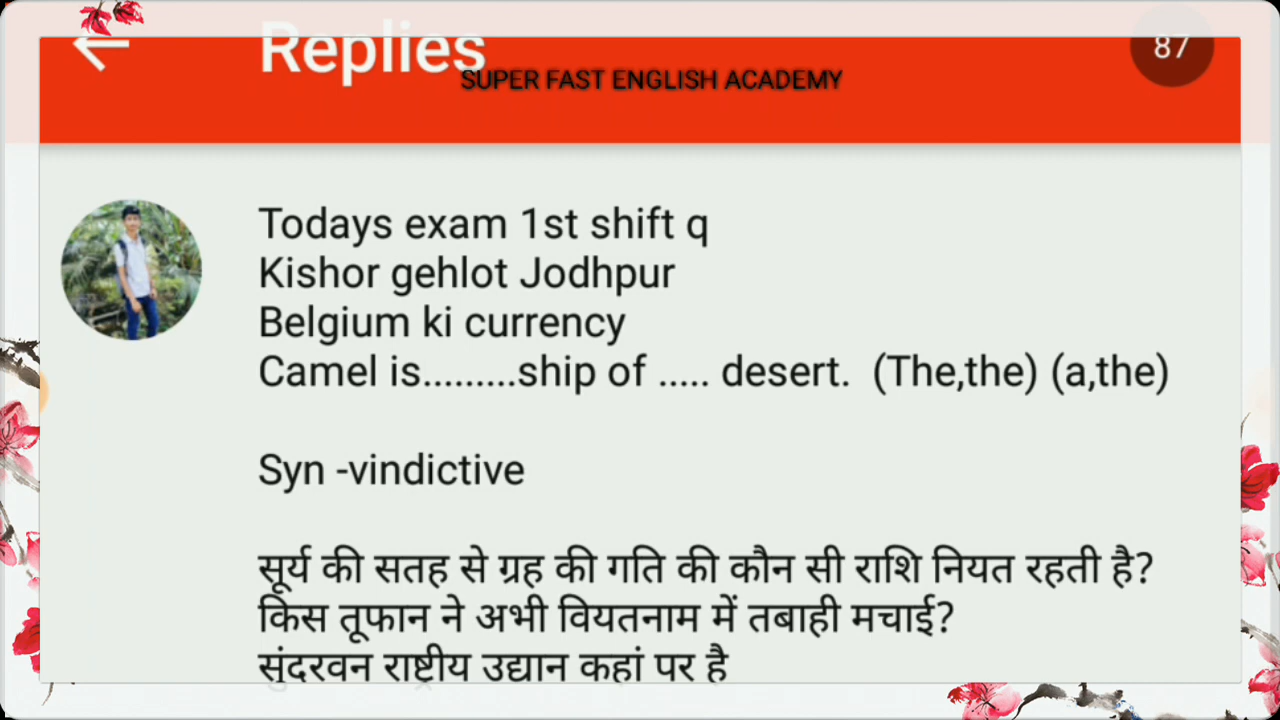 Replies
87
SUPER FAST ENGLISH ACADEMY
Todays exam 1st shift q
Kishor gehlot Jodhpur
Belgium ki currency
Camel is.........ship of ..... desert. (The,the) (a,the)
Syn -vindictive
सूर्य की सतह से ग्रह की गति की कौन सी राशि नियत रहती है?
किस तूफान ने अभी वियतनाम में तबाही मचाई?
सुंदरवन राष्ट्रीय उद्यान कहां पर है